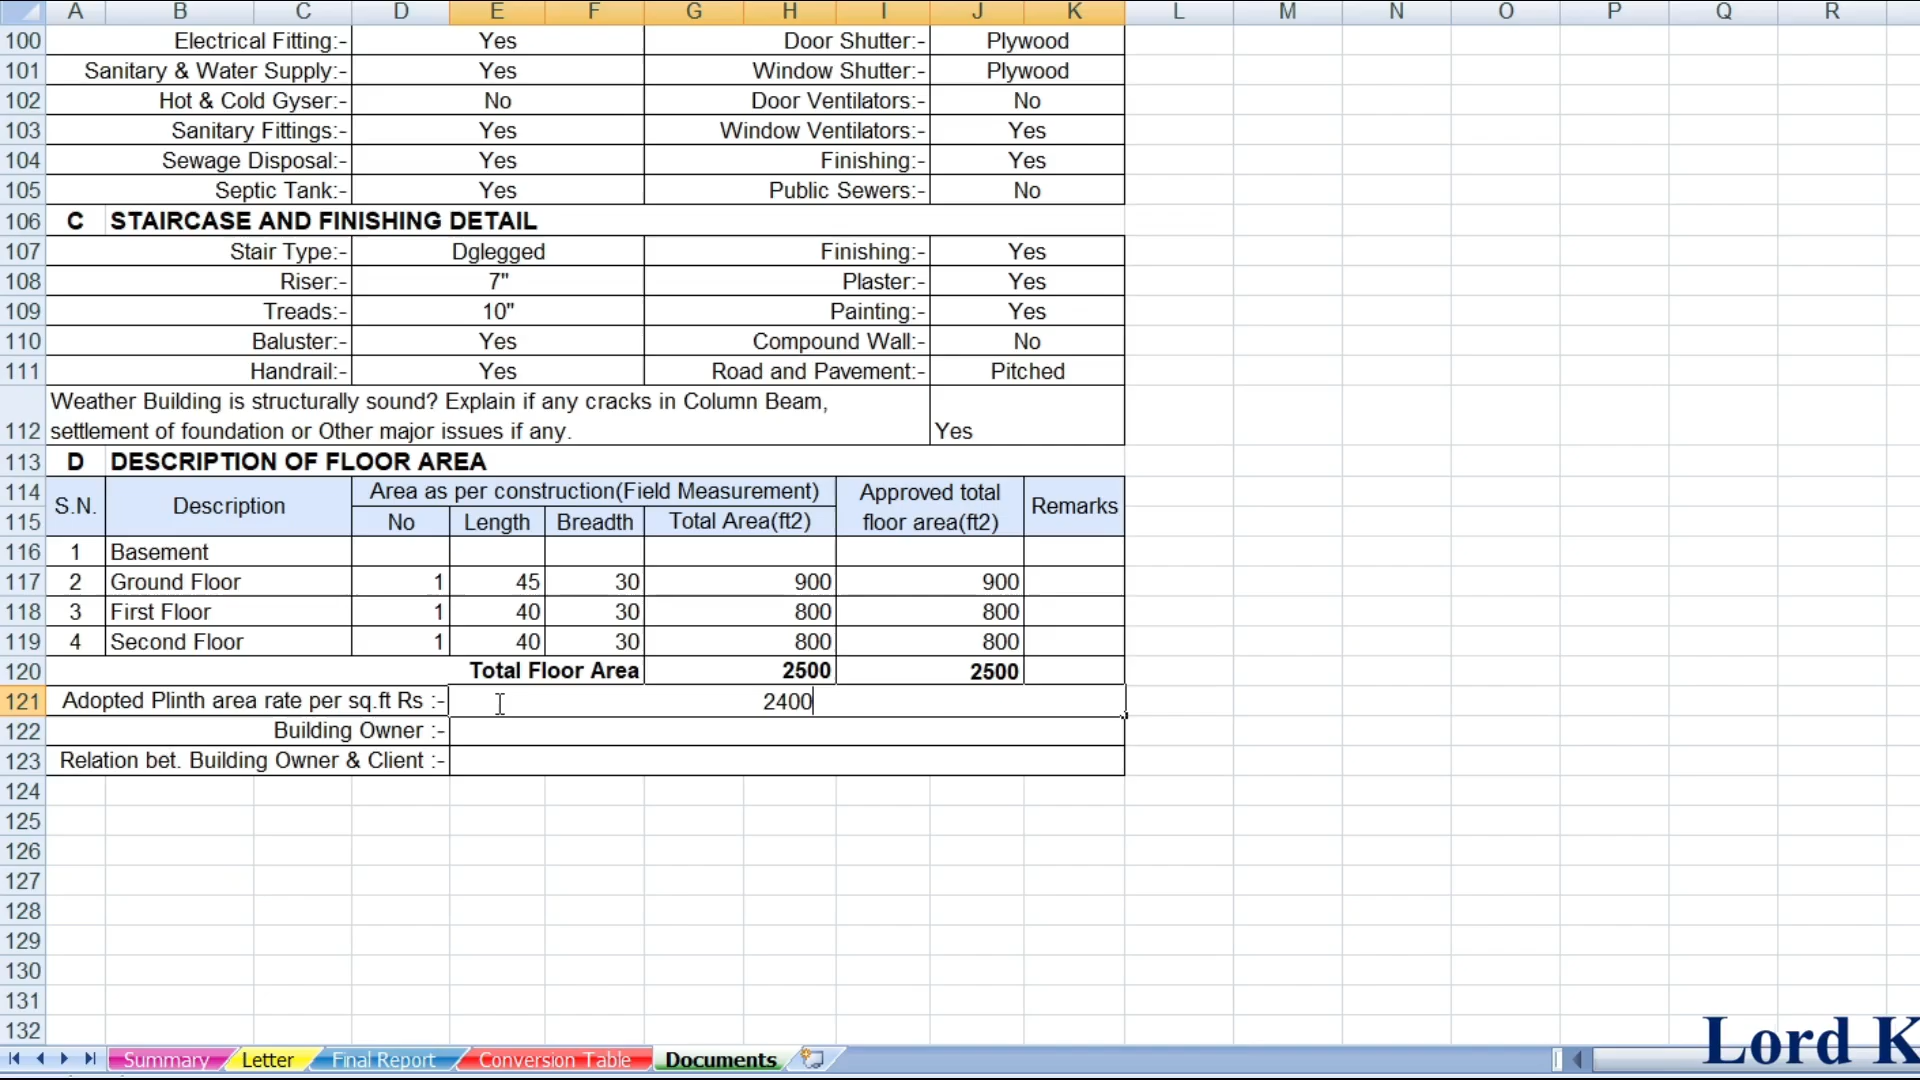 A B C D E F G H I J K L M N O P Q R
100 Electrical Fitting:- Yes Door Shutter:- Plywood
101 Sanitary & Water Supply:- Yes Window Shutter:- Plywood
102 Hot & Cold Gyser:- No Door Ventilators:- No
103 Sanitary Fittings:- Yes Window Ventilators:- Yes
104 Sewage Disposal:- Yes Finishing:- Yes
105 Septic Tank:- Yes Public Sewers:- No
106 C STAIRCASE AND FINISHING DETAIL
107 Stair Type:- Dglegged Finishing:- Yes
108 Riser:- 7" Plaster:- Yes
109 Treads:- 10" Painting:- Yes
110 Baluster:- Yes Compound Wall:- No
111 Handrail:- Yes Road and Pavement:- Pitched
Weather Building is structurally sound? Explain if any cracks in Column Beam,
112 settlement of foundation or Other major issues if any. Yes
113 D DESCRIPTION OF FLOOR AREA
114 S.N. Description Area as per construction(Field Measurement) Approved total Remarks
115 No Length Breadth Total Area(ft2) floor area(ft2)
116 1 Basement
117 2 Ground Floor 1 45 30 900 900
118 3 First Floor 1 40 30 800 800
119 4 Second Floor 1 40 30 800 800
120 Total Floor Area 2500 2500
121 Adopted Plinth area rate per sq.ft Rs :- 2400
122 Building Owner :-
123 Relation bet. Building Owner & Client :-
124
125
126
127
128
129
130
131
132
Summary Letter Final Report Conversion Table Documents
Lord K